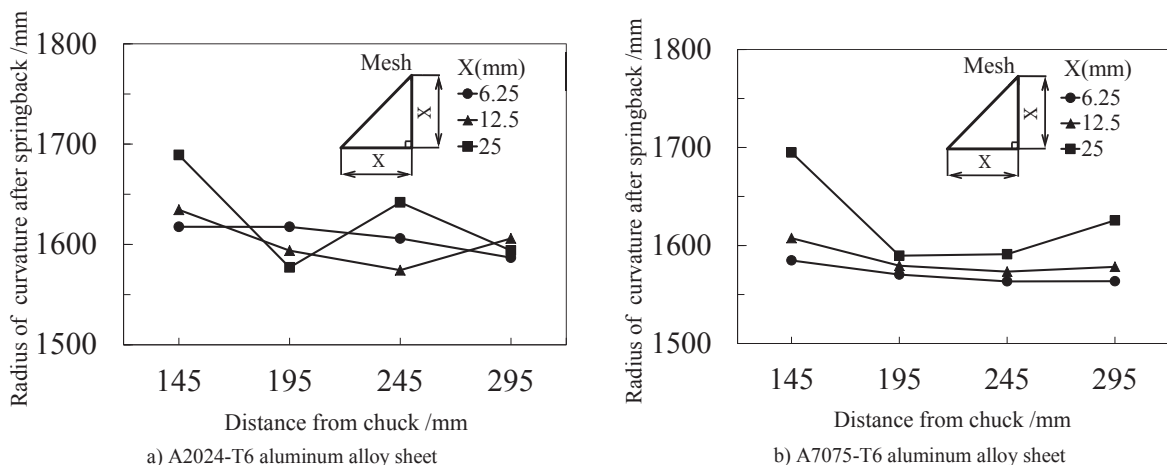 Radius of curvature after springback /mm
1800
1700
1600
1500
Mesh
X
X
X(mm)
6.25
12.5
25
145 195 245 295
Distance from chuck /mm
a) A2024-T6 aluminum alloy sheet
Radius of curvature after springback /mm
1800
1700
1600
1500
Mesh
X
X
X(mm)
6.25
12.5
25
145 195 245 295
Distance from chuck /mm
b) A7075-T6 aluminum alloy sheet